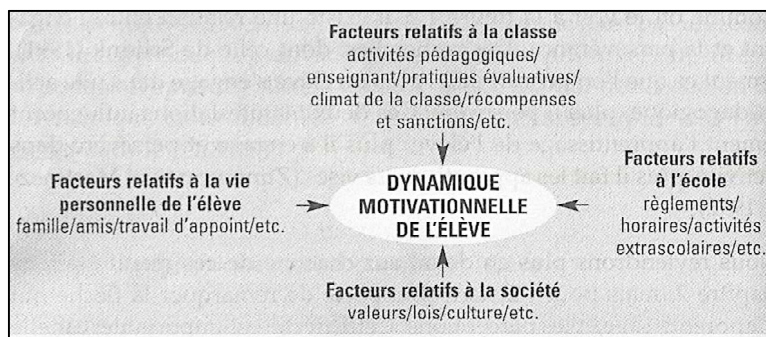 Facteurs relatifs à la classe
activités pédagogiques/
enseignant/pratiques évaluatives/
climat de la classe/récompenses
et sanctions/etc.
Facteurs relatifs à la vie
personnelle de l'élève
famille/amis/travail d'appoint/etc.
DYNAMIQUE
MOTIVATIONNELLE
DE L'ÉLÈVE
Facteurs relatifs
à l'école
règlements/
horaires/activités
extrascolaires/etc.
Facteurs relatifs à la société
valeurs/lois/culture/etc.